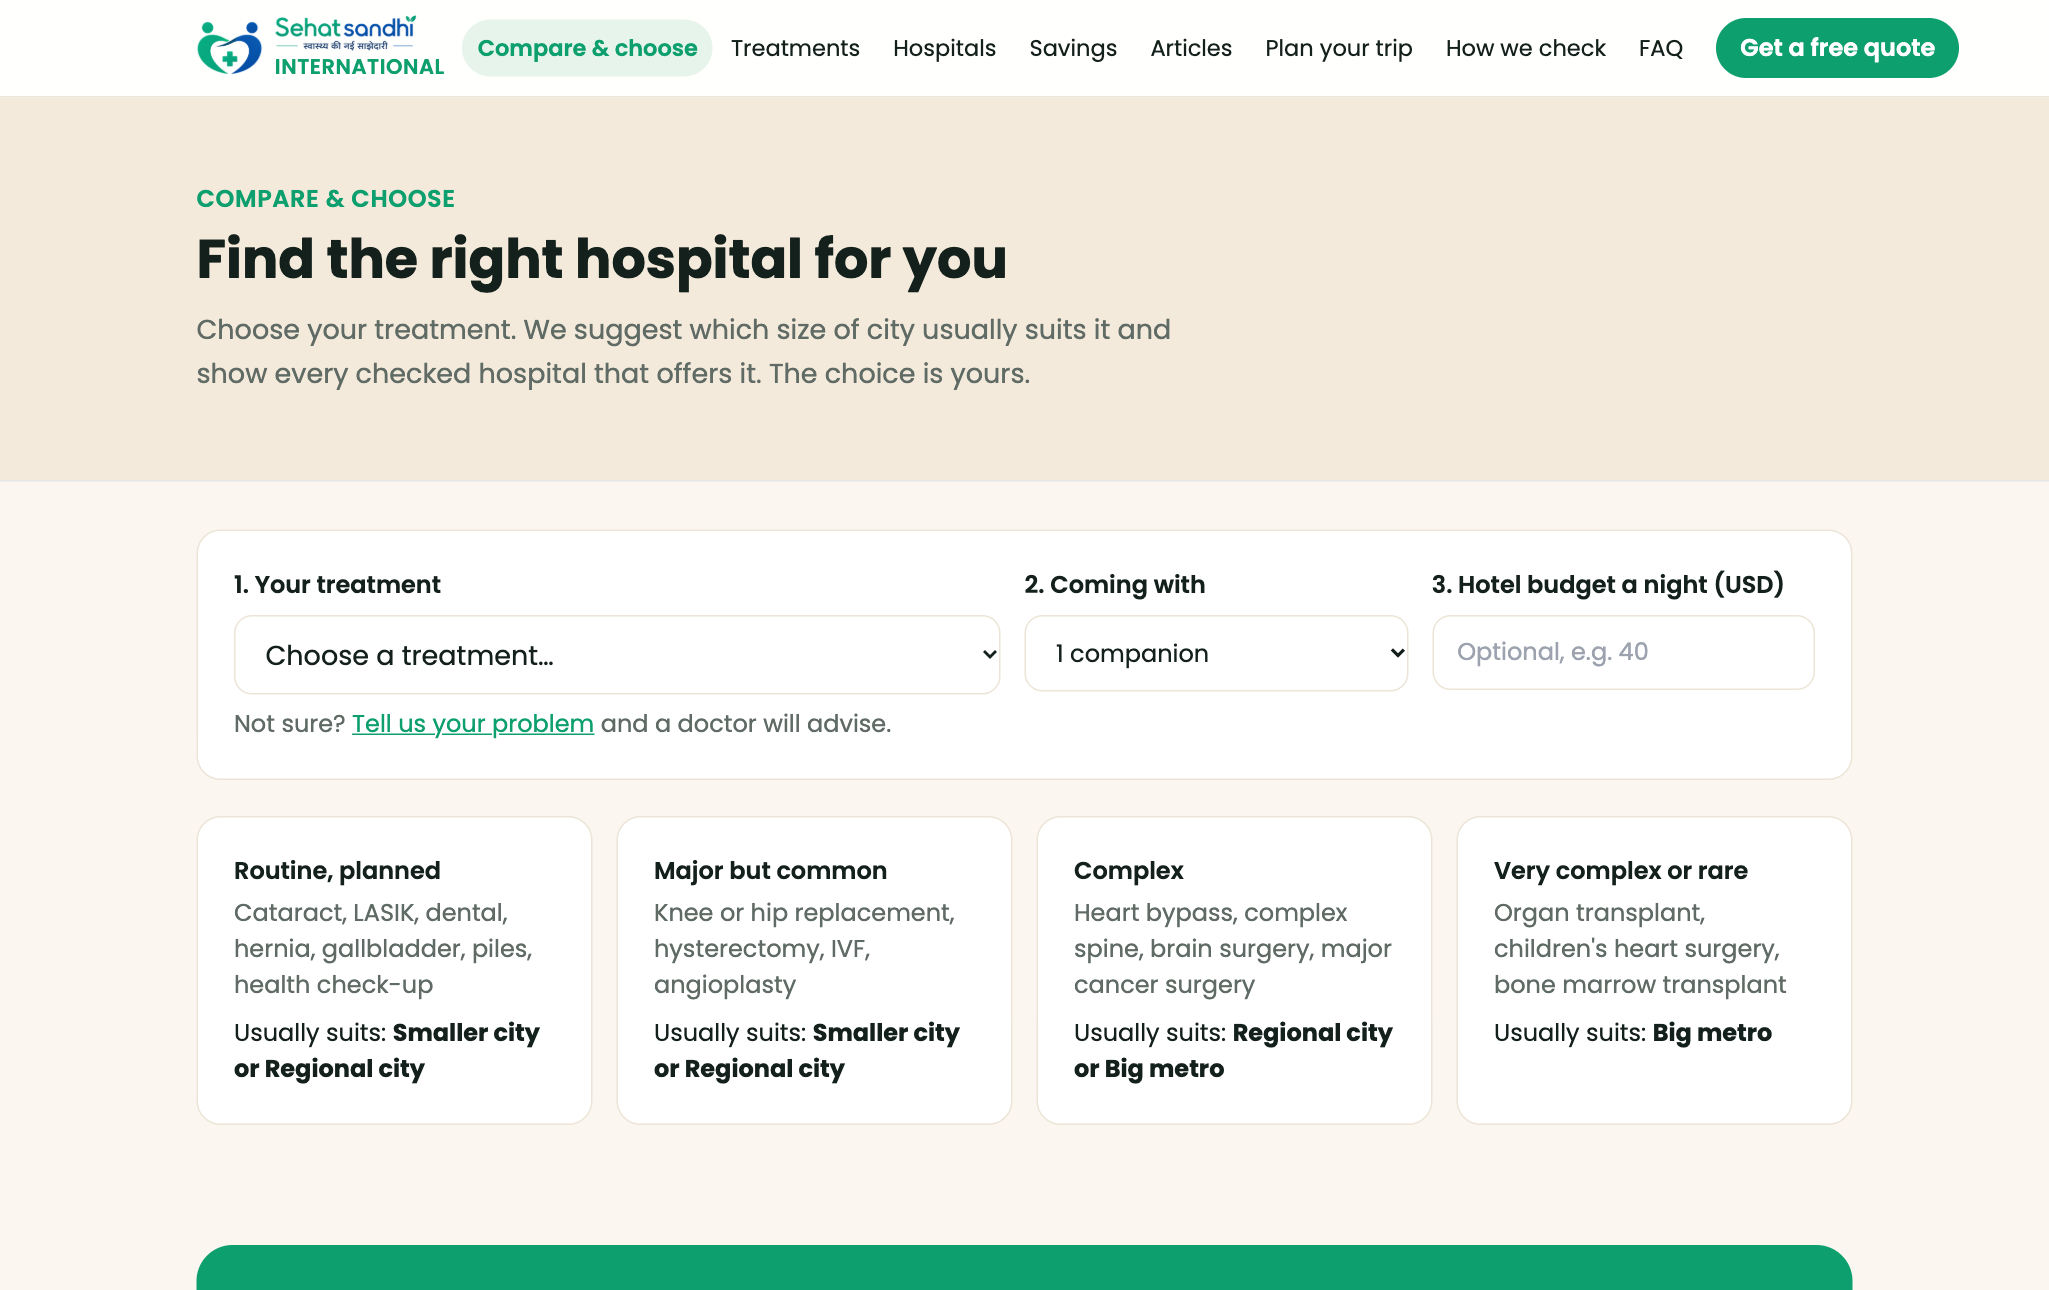 Sehatsandhi
स्वास्थ्य की नई साझेदारी
INTERNATIONAL
Compare & choose
Treatments
Hospitals
Savings
Articles
Plan your trip
How we check
FAQ
Get a free quote
COMPARE & CHOOSE
Find the right hospital for you
Choose your treatment. We suggest which size of city usually suits it and
show every checked hospital that offers it. The choice is yours.
1. Your treatment
Choose a treatment...
Not sure? Tell us your problem and a doctor will advise.
2. Coming with
1 companion
3. Hotel budget a night (USD)
Optional, e.g. 40
Routine, planned
Cataract, LASIK, dental,
hernia, gallbladder, piles,
health check-up
Usually suits: Smaller city
or Regional city
Major but common
Knee or hip replacement,
hysterectomy, IVF,
angioplasty
Usually suits: Smaller city
or Regional city
Complex
Heart bypass, complex
spine, brain surgery, major
cancer surgery
Usually suits: Regional city
or Big metro
Very complex or rare
Organ transplant,
children's heart surgery,
bone marrow transplant
Usually suits: Big metro